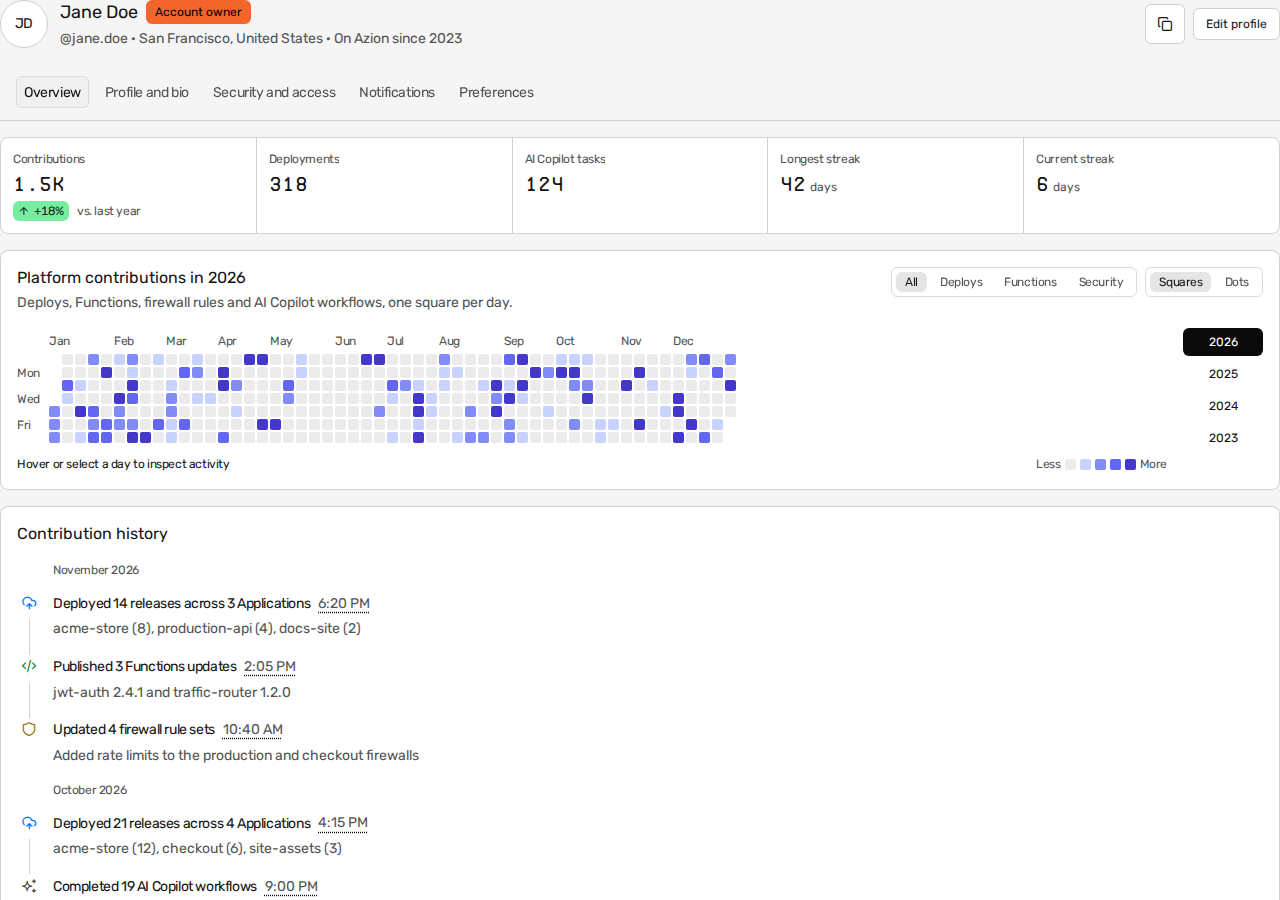 JD
Jane Doe Account owner
@jane.doe • San Francisco, United States • On Azion since 2023
Edit profile
Overview Profile and bio Security and access Notifications Preferences
Contributions Deployments AI Copilot tasks Longest streak Current streak
1.5K 318 124 42 days 6 days
↑ +18% vs. last year
Platform contributions in 2026
All Deploys Functions Security Squares Dots
Deploys, Functions, firewall rules and AI Copilot workflows, one square per day.
Jan Feb Mar Apr May Jun Jul Aug Sep Oct Nov Dec
2026
Mon
2025
Wed
2024
Fri
2023
Hover or select a day to inspect activity
Less More
Contribution history
November 2026
Deployed 14 releases across 3 Applications 6:20 PM
acme-store (8), production-api (4), docs-site (2)
Published 3 Functions updates 2:05 PM
jwt-auth 2.4.1 and traffic-router 1.2.0
Updated 4 firewall rule sets 10:40 AM
Added rate limits to the production and checkout firewalls
October 2026
Deployed 21 releases across 4 Applications 4:15 PM
acme-store (12), checkout (6), site-assets (3)
Completed 19 AI Copilot workflows 9:00 PM